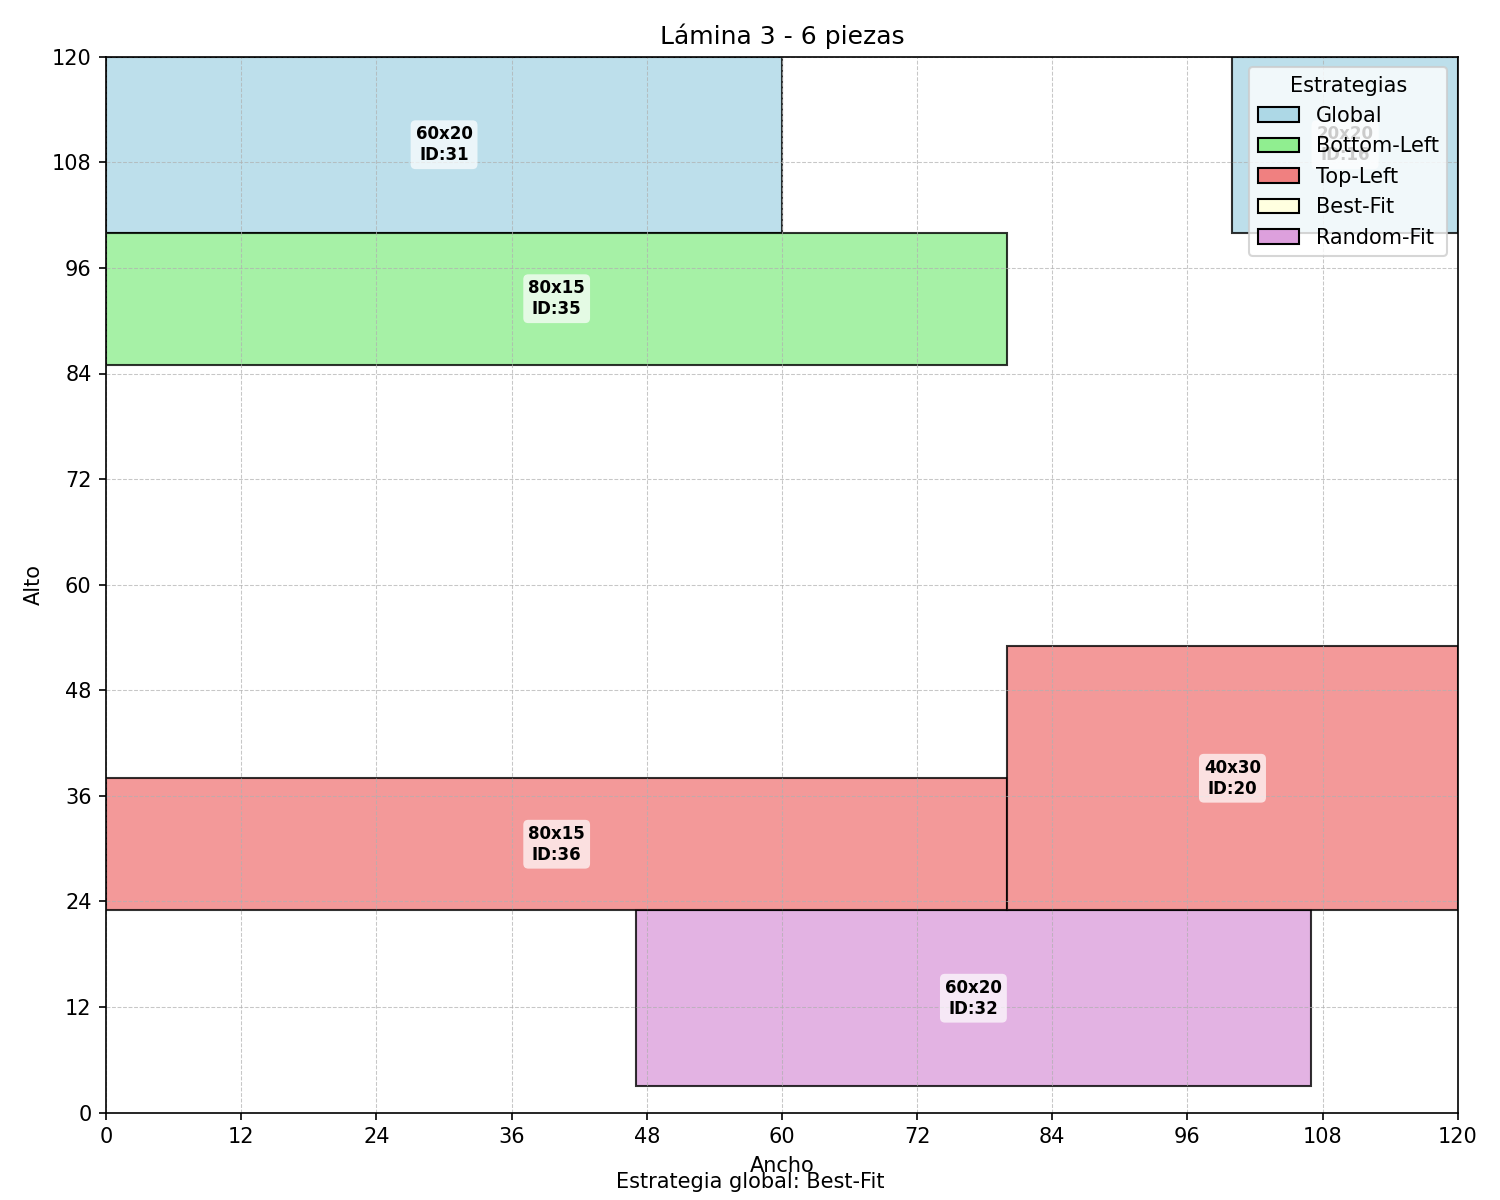 Lámina 3 - 6 piezas
120
108
96
84
72
60
48
36
24
12
0
Alto
60x20
ID:31
20x20
ID:16
Estrategias
Global
Bottom-Left
Top-Left
Best-Fit
Random-Fit
80x15
ID:35
40x30
ID:20
80x15
ID:36
60x20
ID:32
0 12 24 36 48 60 72 84 96 108 120
Ancho
Estrategia global: Best-Fit